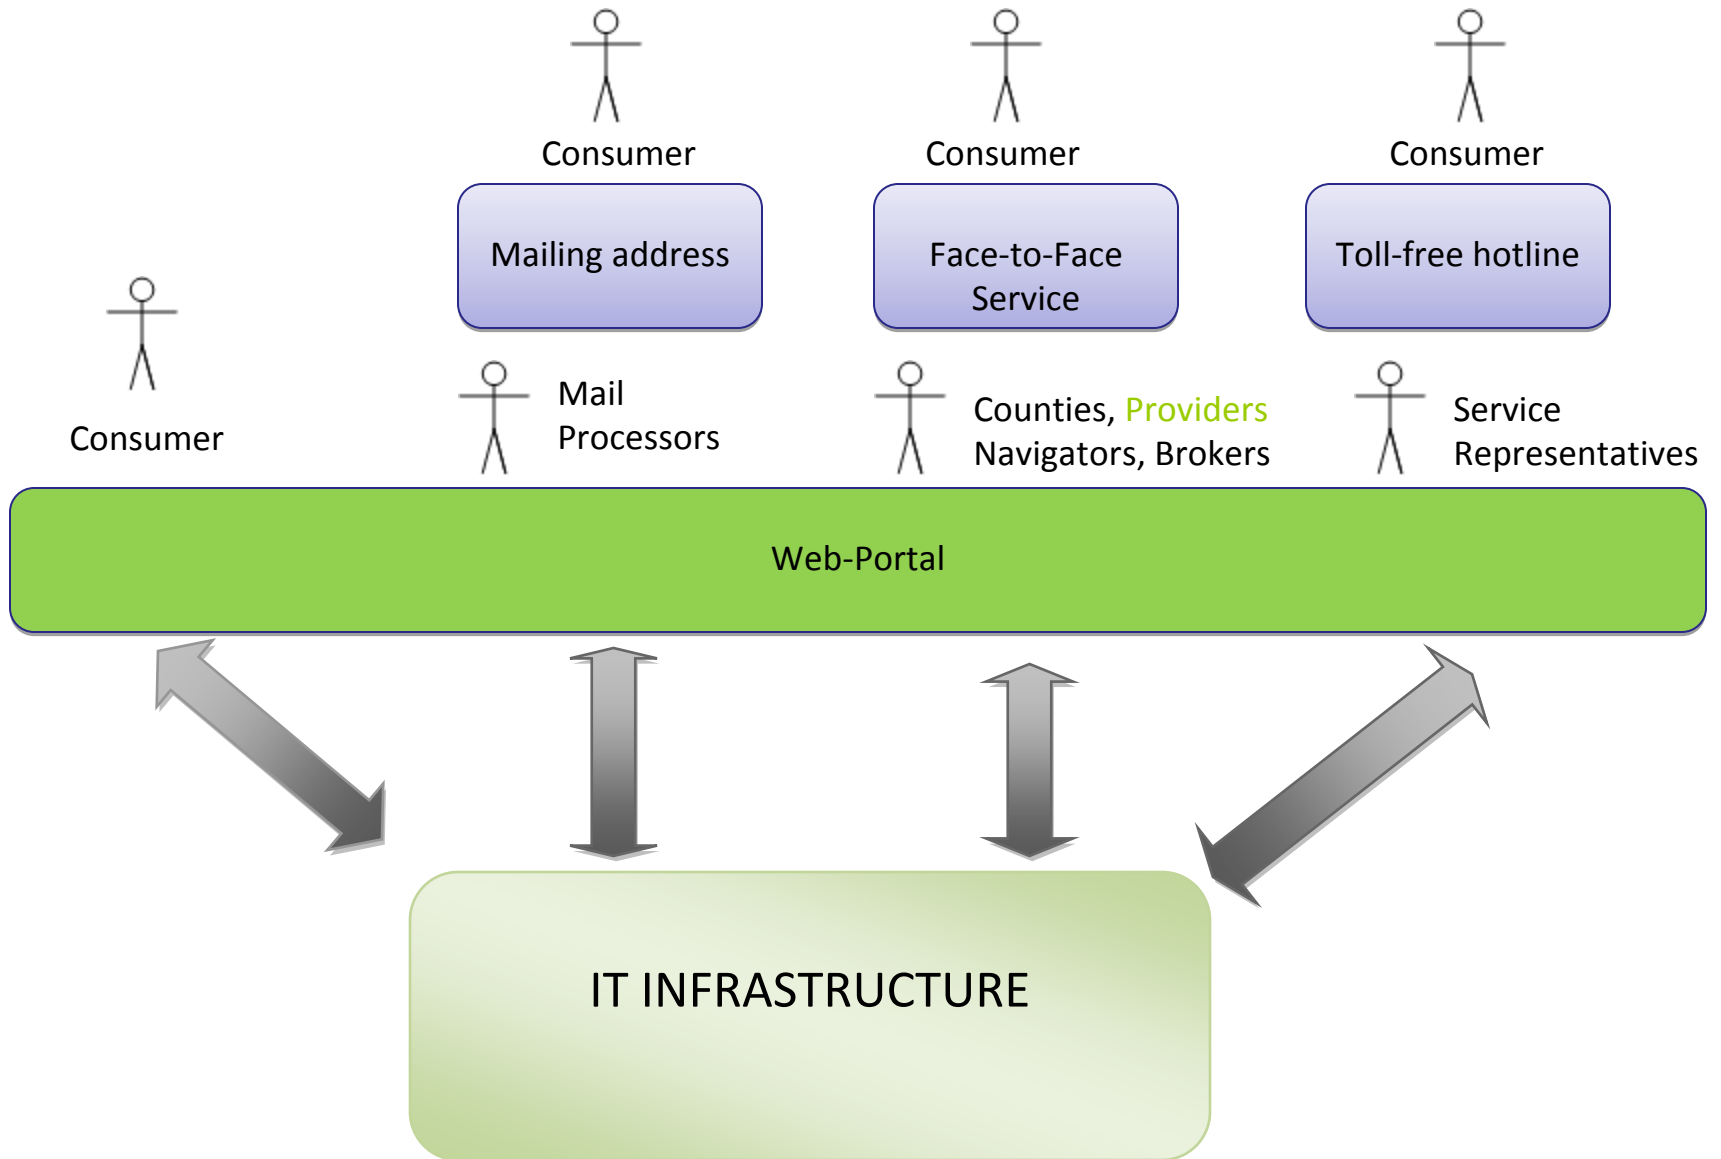 Consumer
Consumer
Consumer
Mailing address
Face-to-Face
Service
Toll-free hotline
Consumer
Mail
Processors
Counties, Providers
Navigators, Brokers
Service
Representatives
Web-Portal
IT INFRASTRUCTURE